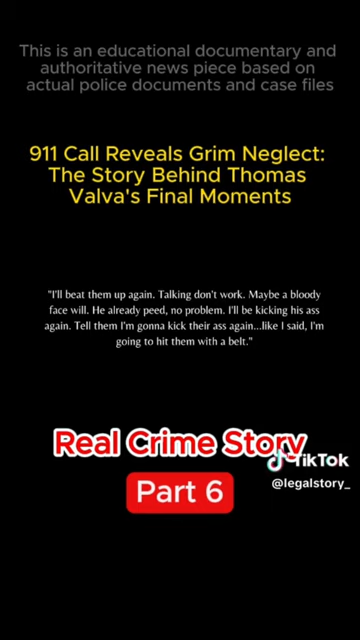 This is an educational documentary and
authoritative news piece based on
actual police documents and case files
911 Call Reveals Grim Neglect:
The Story Behind Thomas
Valva's Final Moments
"I'll beat them up again. Talking don't work. Maybe a bloody
face will. He already peed, no problem. I'll be kicking his ass
again. Tell them I'm gonna kick their ass again...like I said, I'm
going to hit them with a belt."
Real Crime Story
TikTok
@legalstory_
Part 6